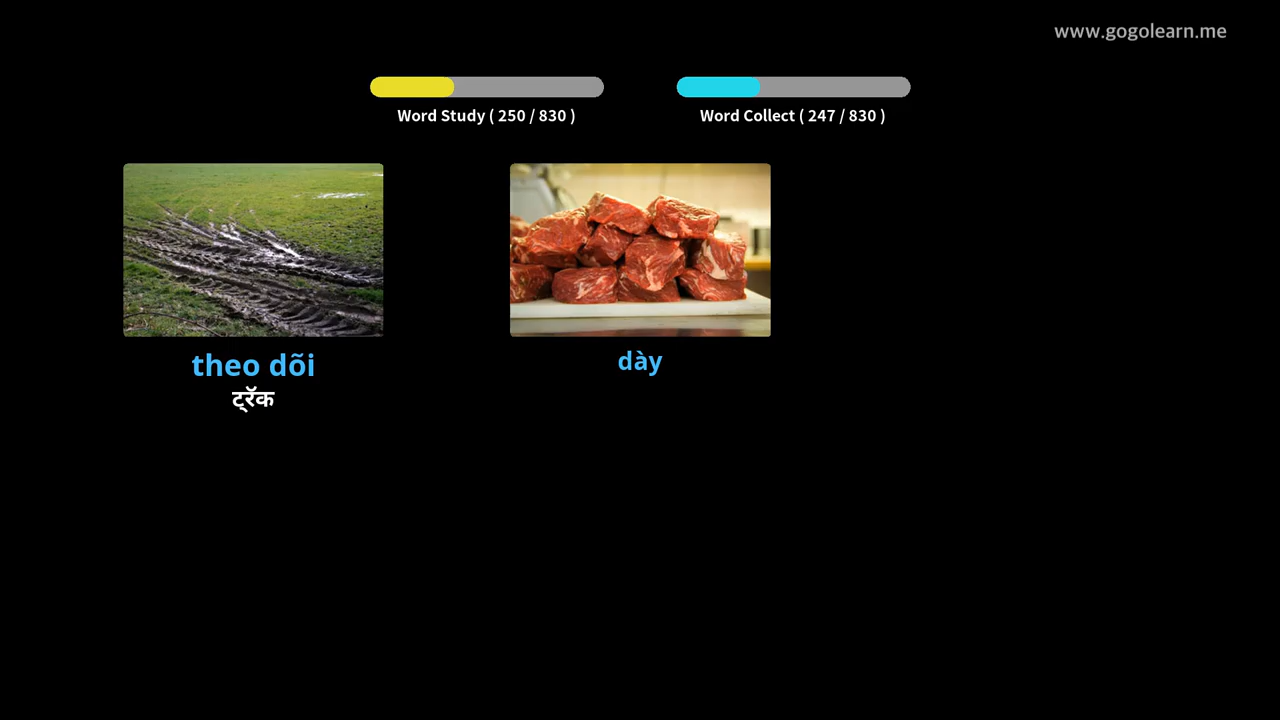 www.gogolearn.me
Word Study ( 250 / 830 )
Word Collect ( 247 / 830 )
theo dõi
ट्रॅक
dày